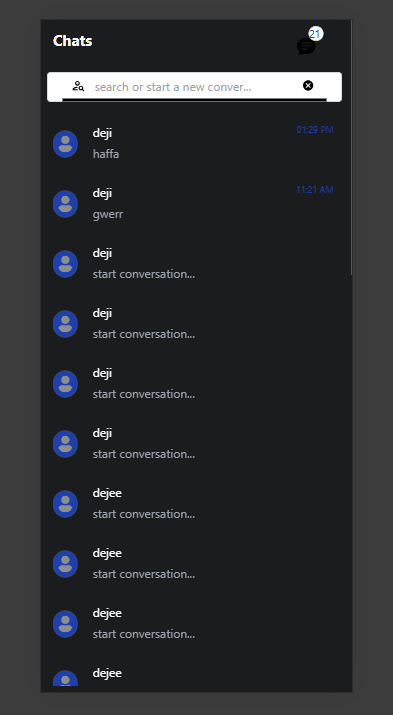 Chats
21
search or start a new conver...
deji
01:29 PM
haffa
deji
11:21 AM
gwerr
deji
start conversation...
deji
start conversation...
deji
start conversation...
deji
start conversation...
dejee
start conversation...
dejee
start conversation...
dejee
start conversation...
dejee